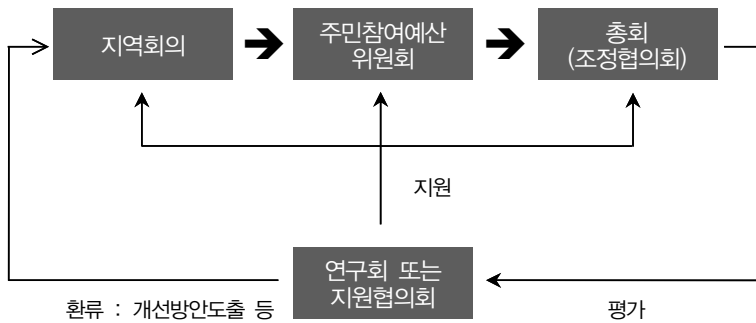 지역회의
주민참여예산
위원회
총회
(조정협의회)
지원
연구회 또는
지원협의회
환류 : 개선방안도출 등
평가